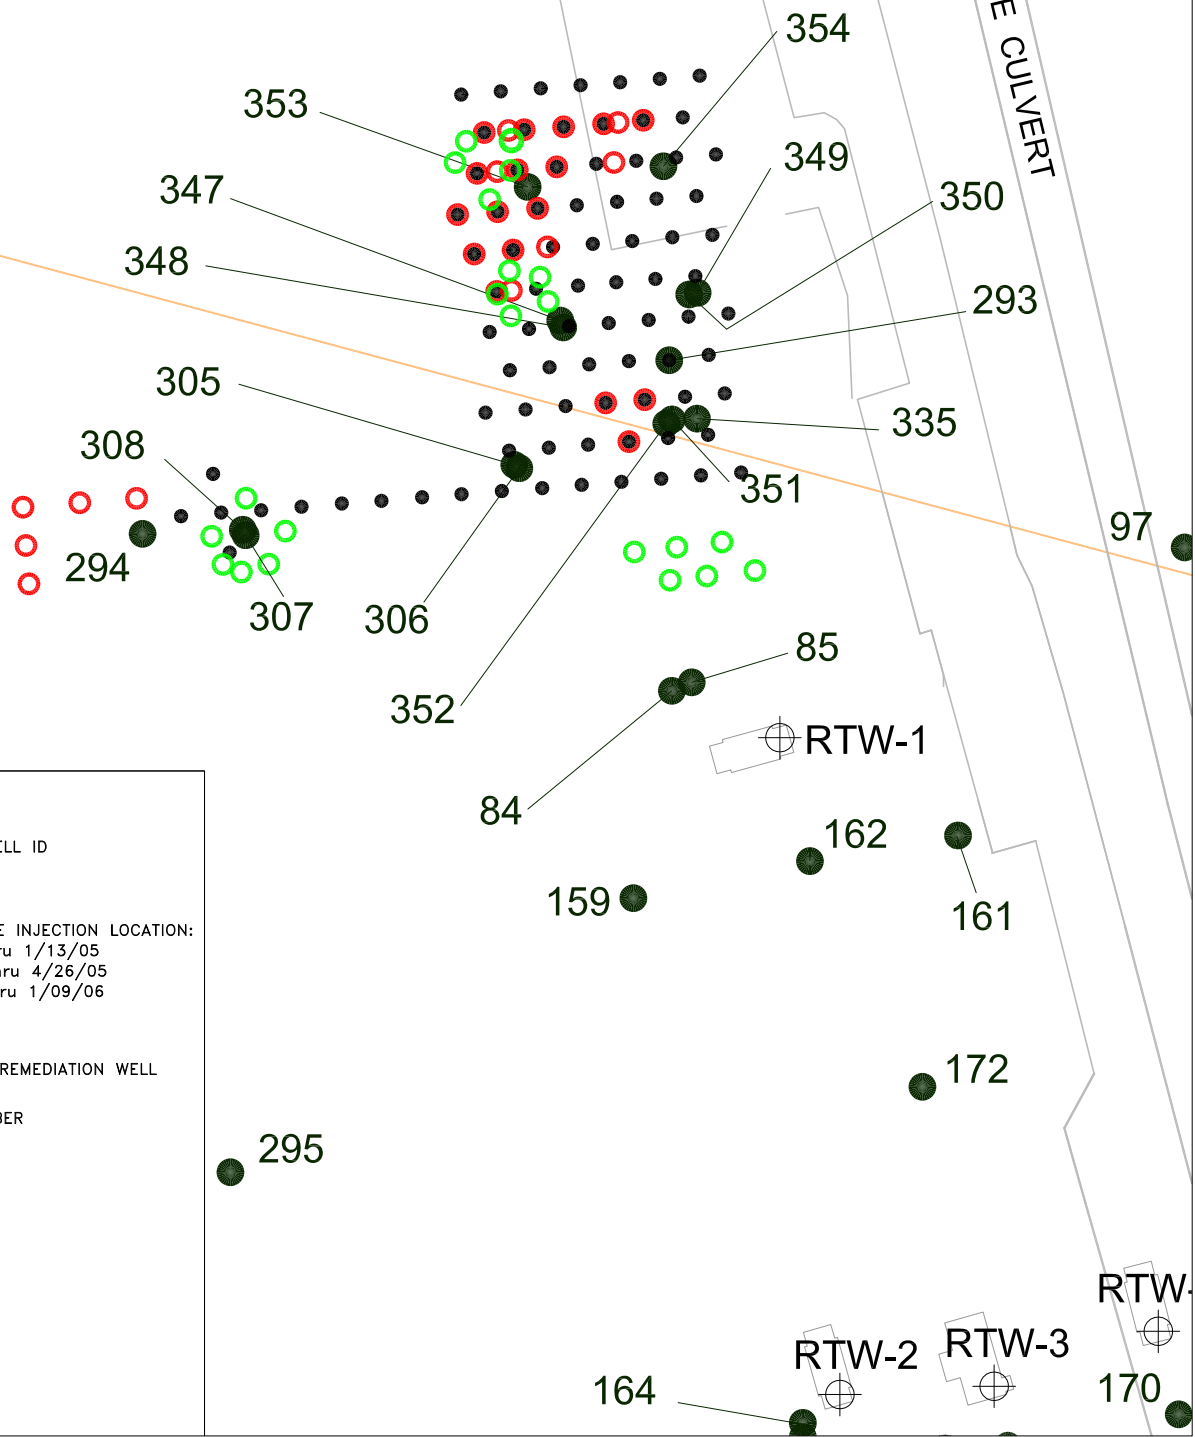 354
E CULVERT
353
349
347
350
348
293
305
335
308
351
97
294
307
306
85
352
RTW-1
84
162
ELL ID
159
161
E INJECTION LOCATION:
ru 1/13/05
ru 4/26/05
ru 1/09/06
REMEDIATION WELL
172
BER
295
RTW-
RTW-3
RTW-2
164
170